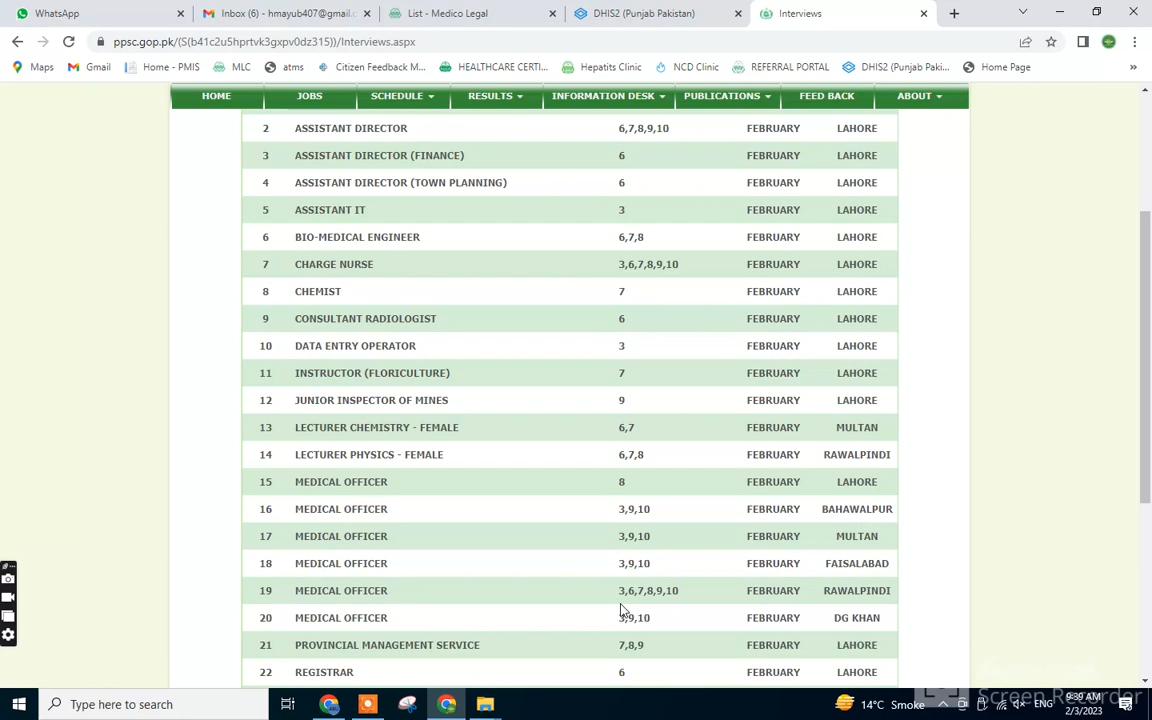 WhatsApp
Inbox (6) - hmayub407@gmail.c
List - Medico Legal
DHIS2 (Punjab Pakistan)
Interviews
ppsc.gop.pk/(S(b41c2u5hprtvk3gxpv0dz315))/Interviews.aspx
Maps Gmail Home - PMIS MLC atms Citizen Feedback M... HEALTHCARE CERTI... Hepatits Clinic NCD Clinic REFERRAL PORTAL DHIS2 (Punjab Paki... Home Page »
HOME JOBS SCHEDULE RESULTS INFORMATION DESK PUBLICATIONS FEED BACK ABOUT
2 ASSISTANT DIRECTOR 6,7,8,9,10 FEBRUARY LAHORE
3 ASSISTANT DIRECTOR (FINANCE) 6 FEBRUARY LAHORE
4 ASSISTANT DIRECTOR (TOWN PLANNING) 6 FEBRUARY LAHORE
5 ASSISTANT IT 3 FEBRUARY LAHORE
6 BIO-MEDICAL ENGINEER 6,7,8 FEBRUARY LAHORE
7 CHARGE NURSE 3,6,7,8,9,10 FEBRUARY LAHORE
8 CHEMIST 7 FEBRUARY LAHORE
9 CONSULTANT RADIOLOGIST 6 FEBRUARY LAHORE
10 DATA ENTRY OPERATOR 3 FEBRUARY LAHORE
11 INSTRUCTOR (FLORICULTURE) 7 FEBRUARY LAHORE
12 JUNIOR INSPECTOR OF MINES 9 FEBRUARY LAHORE
13 LECTURER CHEMISTRY - FEMALE 6,7 FEBRUARY MULTAN
14 LECTURER PHYSICS - FEMALE 6,7,8 FEBRUARY RAWALPINDI
15 MEDICAL OFFICER 8 FEBRUARY LAHORE
16 MEDICAL OFFICER 3,9,10 FEBRUARY BAHAWALPUR
17 MEDICAL OFFICER 3,9,10 FEBRUARY MULTAN
18 MEDICAL OFFICER 3,9,10 FEBRUARY FAISALABAD
19 MEDICAL OFFICER 3,6,7,8,9,10 FEBRUARY RAWALPINDI
20 MEDICAL OFFICER 3,9,10 FEBRUARY DG KHAN
21 PROVINCIAL MANAGEMENT SERVICE 7,8,9 FEBRUARY LAHORE
22 REGISTRAR 6 FEBRUARY LAHORE
Screen Recorder
Type here to search
14°C Smoke
ENG
9:39 AM
2/3/2023